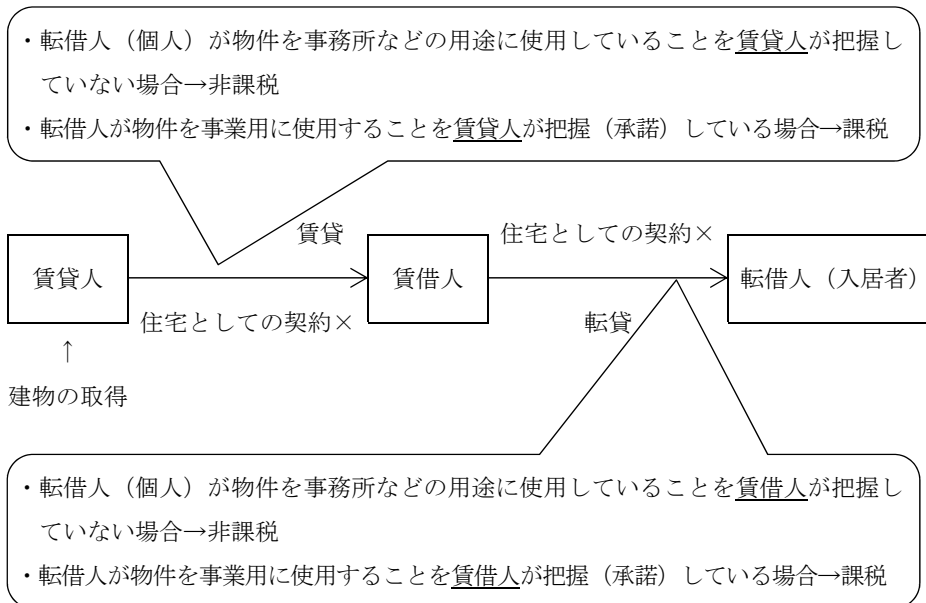 ・転借人（個人）が物件を事務所などの用途に使用していることを賃貸人が把握し
ていない場合→非課税
・転借人が物件を事業用に使用することを賃貸人が把握（承諾）している場合→課税
賃貸
住宅としての契約×
賃貸人
賃借人
転借人（入居者）
住宅としての契約×
転貸
↑
建物の取得
・転借人（個人）が物件を事務所などの用途に使用していることを賃借人が把握し
ていない場合→非課税
・転借人が物件を事業用に使用することを賃借人が把握（承諾）している場合→課税